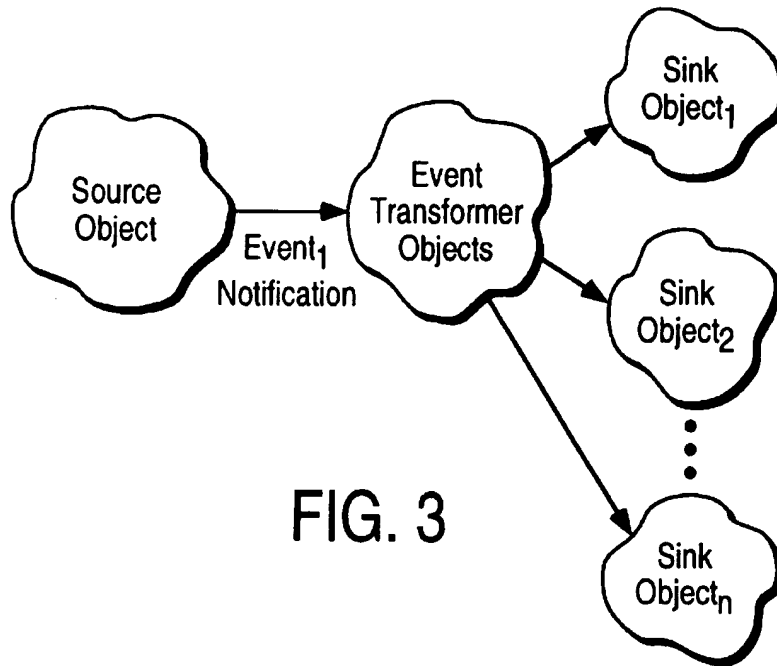 Source
Object
Event₁
Notification
Event
Transformer
Objects
Sink
Object₁
Sink
Object₂
Sink
Objectₙ
FIG. 3